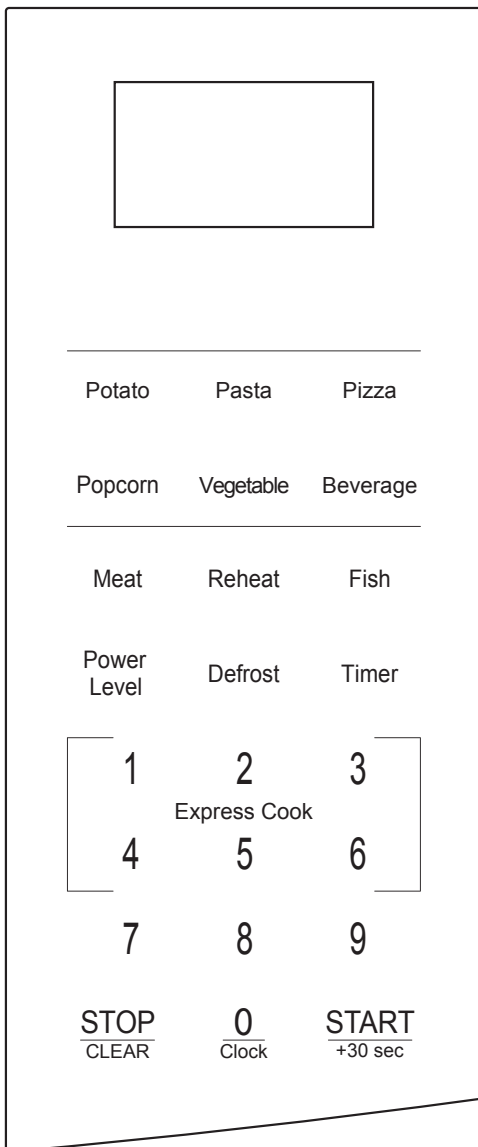 Potato Pasta Pizza
Popcorn Vegetable Beverage
Meat Reheat Fish
Power
Level Defrost Timer
1 2 3
Express Cook
4 5 6
7 8 9
STOP 0 START
CLEAR Clock +30 sec